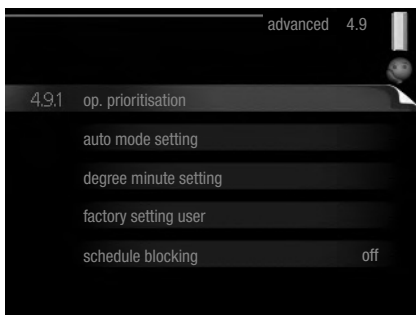 advanced 4.9
4.9.1 op. prioritisation
auto mode setting
degree minute setting
factory setting user
schedule blocking off